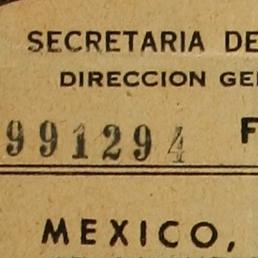 SECRETARIA DE
DIRECCION GE
991294 F
MEXICO,